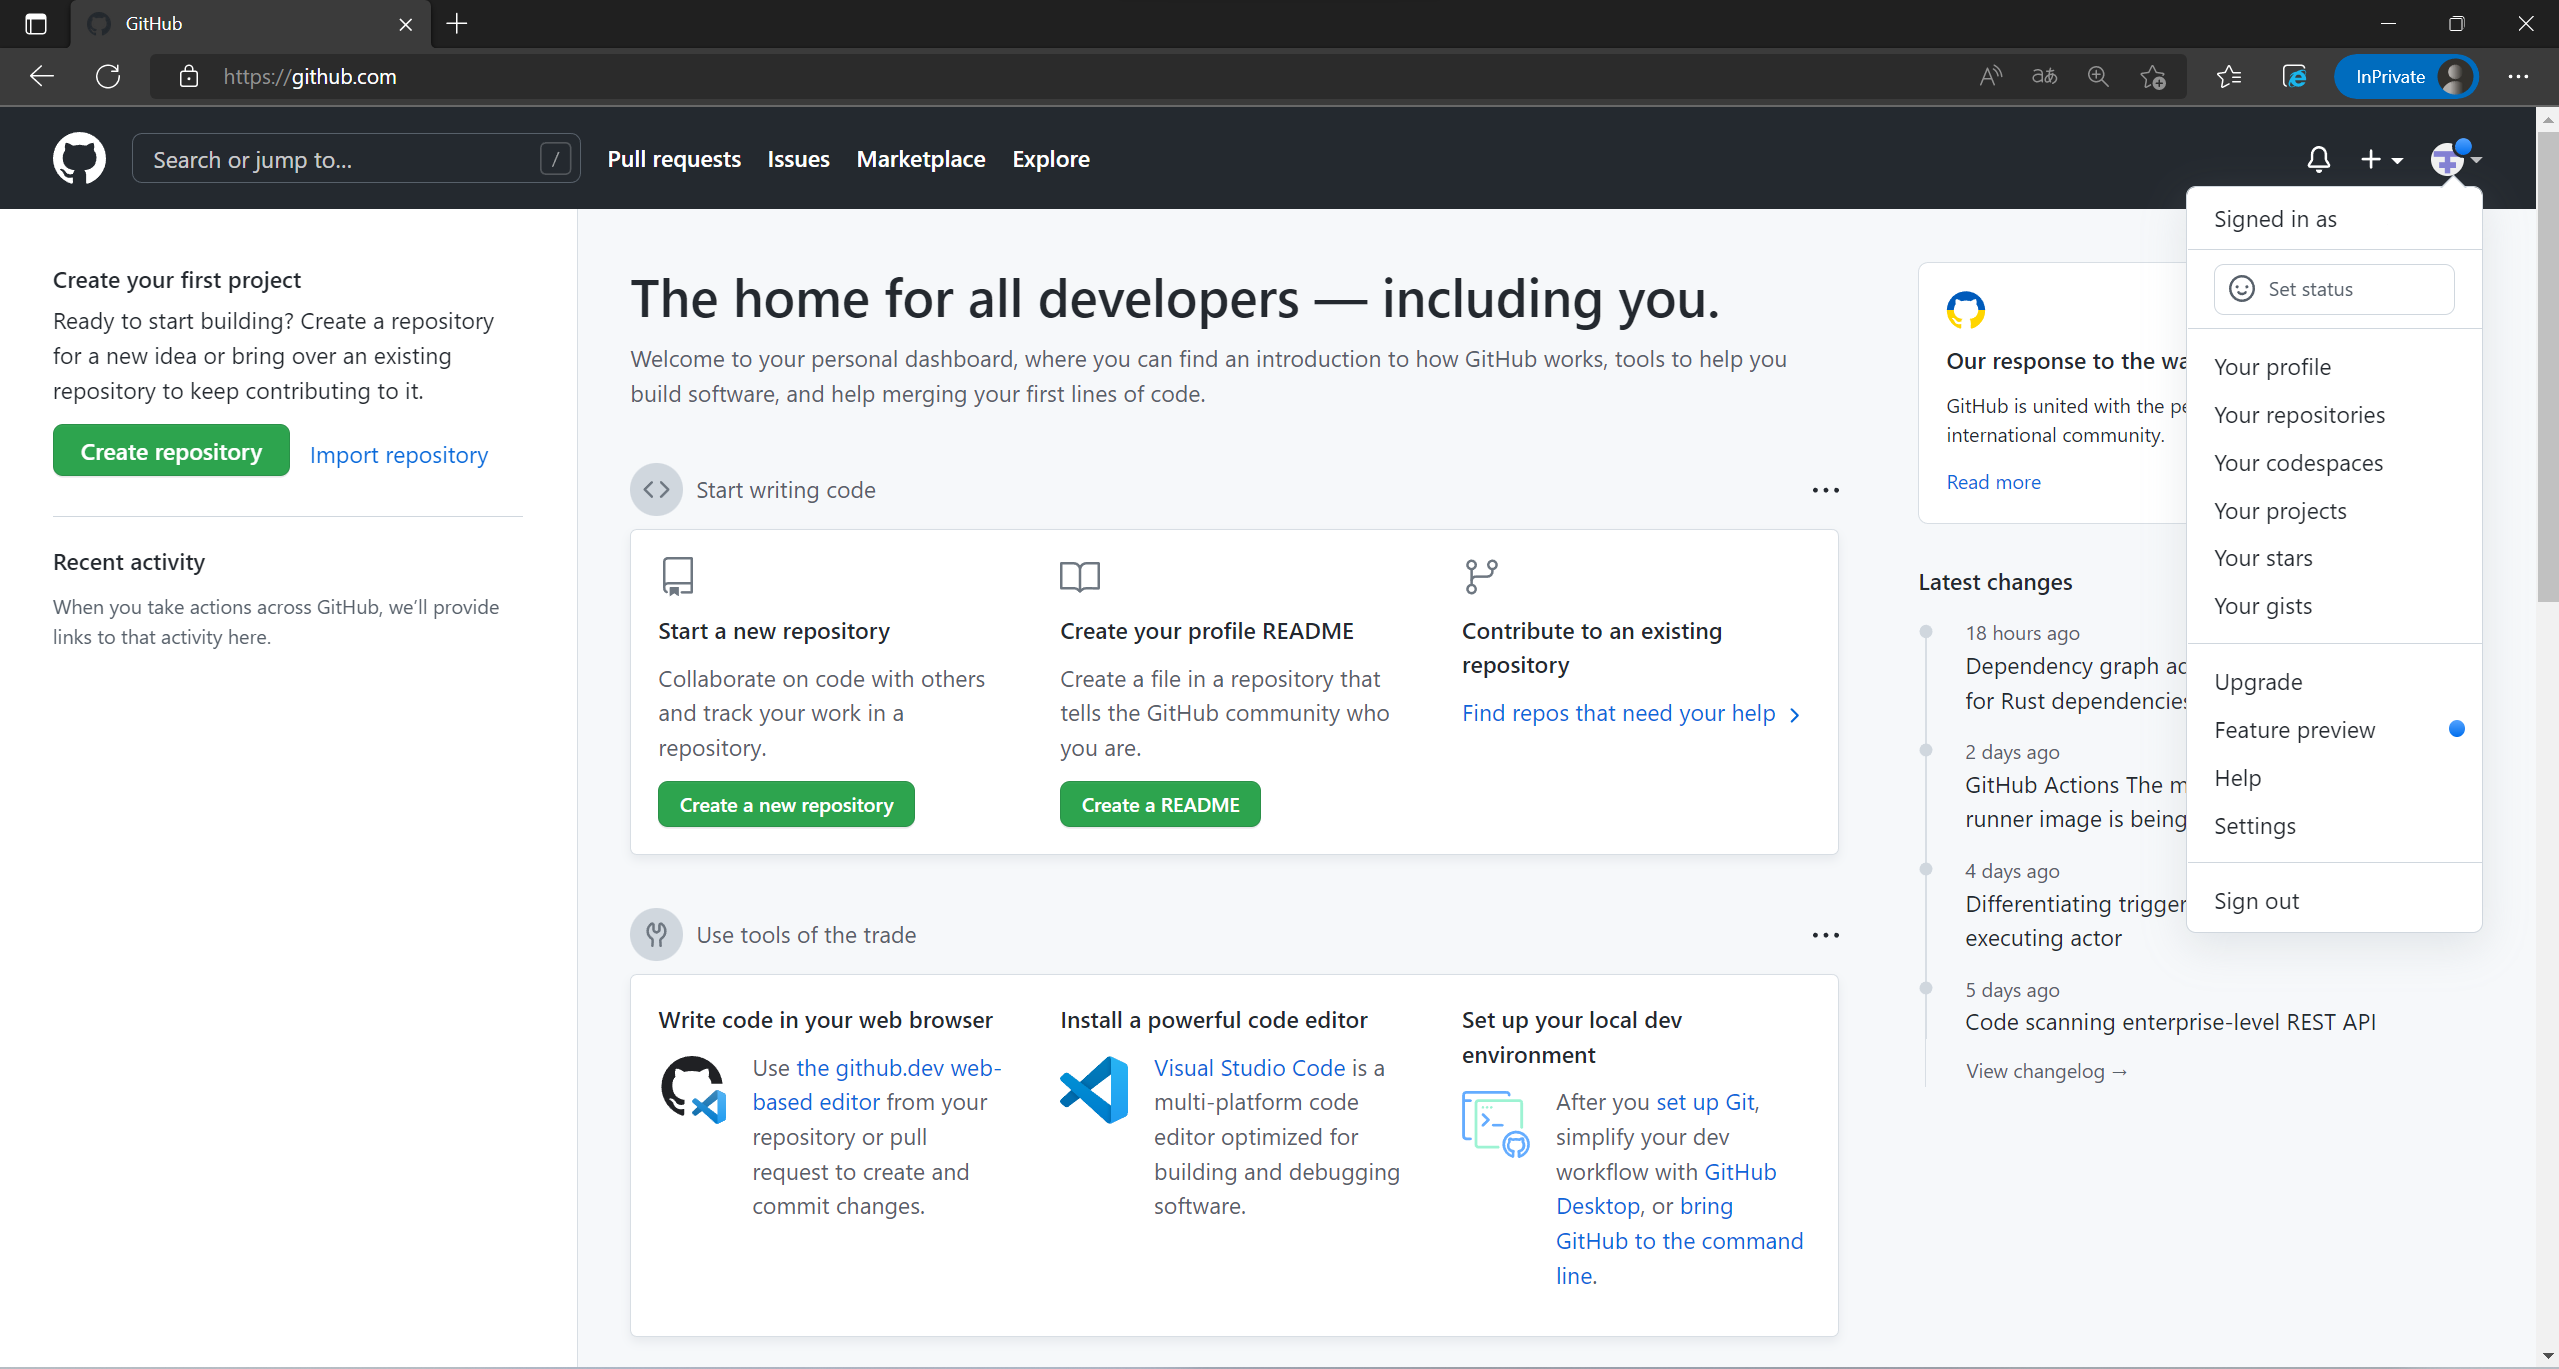 GitHub
https://github.com
InPrivate
Search or jump to...
/
Pull requests
Issues
Marketplace
Explore
Create your first project
Ready to start building? Create a repository
for a new idea or bring over an existing
repository to keep contributing to it.
Create repository
Import repository
Recent activity
When you take actions across GitHub, we'll provide
links to that activity here.
The home for all developers — including you.
Welcome to your personal dashboard, where you can find an introduction to how GitHub works, tools to help you
build software, and help merging your first lines of code.
Start writing code
Start a new repository
Collaborate on code with others
and track your work in a
repository.
Create a new repository
Create your profile README
Create a file in a repository that
tells the GitHub community who
you are.
Create a README
Contribute to an existing
repository
Find repos that need your help
Use tools of the trade
Write code in your web browser
Use the github.dev web-
based editor from your
repository or pull
request to create and
commit changes.
Install a powerful code editor
Visual Studio Code is a
multi-platform code
editor optimized for
building and debugging
software.
Set up your local dev
environment
After you set up Git,
simplify your dev
workflow with GitHub
Desktop, or bring
GitHub to the command
line.
Our response to the
GitHub is united with the
international community.
Read more
Latest changes
18 hours ago
Dependency graph
for Rust dependencies
2 days ago
GitHub Actions The
runner image is being
4 days ago
Differentiating trigger
executing actor
5 days ago
Code scanning enterprise-level REST API
View changelog →
Signed in as
Set status
Your profile
Your repositories
Your codespaces
Your projects
Your stars
Your gists
Upgrade
Feature preview
Help
Settings
Sign out